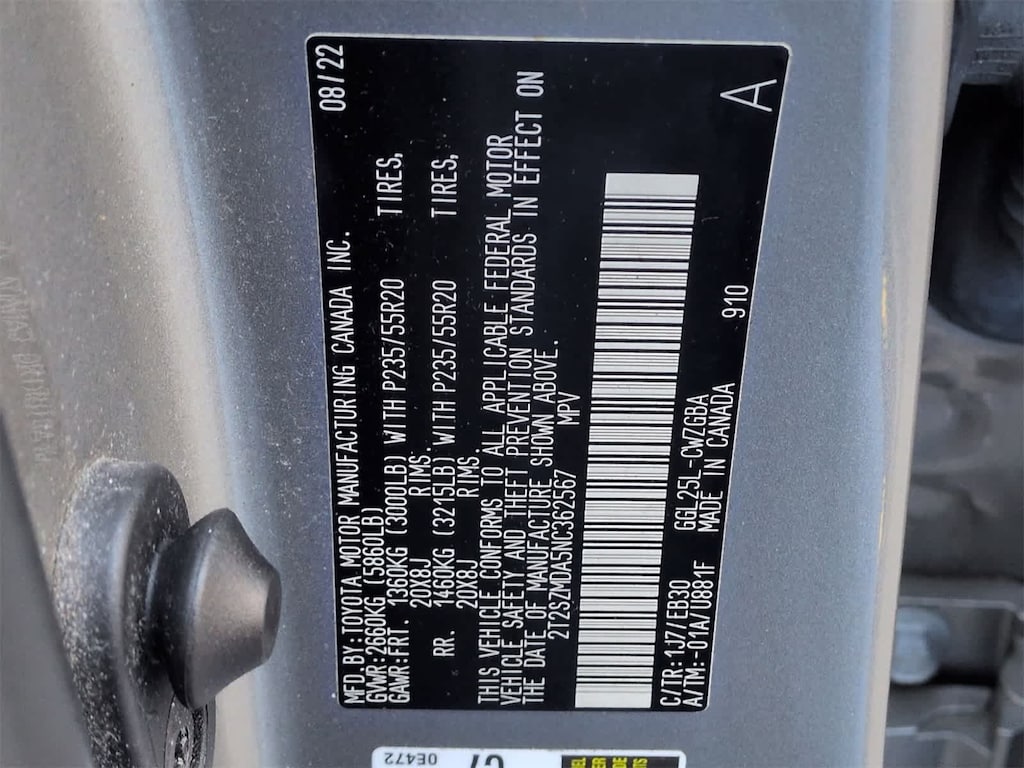 MFD.BY:TOYOTA MOTOR MANUFACTURING CANADA INC. 08/22
GVWR:2660KG (5860LB)
GAWR:FRT. 1360KG (3000LB) WITH P235/55R20 TIRES,
20X8J RIMS.
RR. 1460KG (3215LB) WITH P235/55R20 TIRES,
20X8J RIMS.
THIS VEHICLE CONFORMS TO ALL APPLICABLE FEDERAL MOTOR
VEHICLE SAFETY AND THEFT PREVENTION STANDARDS IN EFFECT ON
THE DATE OF MANUFACTURE SHOWN ABOVE.
2T2SZMDA5NC362567 MPV
C/TR:1J7/EB30 GGL25L-CWZGBA 910
A/TM:-01A/U881F MADE IN CANADA
A
0E472